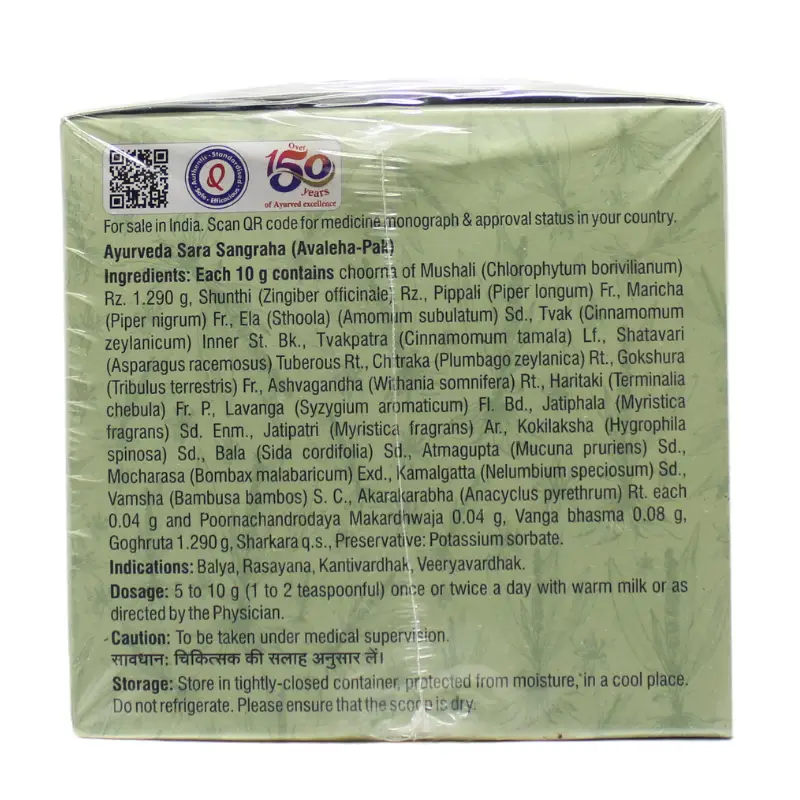 Authentic • Standardized
Q
Safe • Efficacious
Over
150
years
of Ayurved excellence
For sale in India. Scan QR code for medicine monograph & approval status in your country.
Ayurveda Sara Sangraha (Avaleha-Pak)
Ingredients: Each 10 g contains choorna of Mushali (Chlorophytum borivilianum)
Rz. 1.290 g, Shunthi (Zingiber officinale) Rz., Pippali (Piper longum) Fr., Maricha
(Piper nigrum) Fr., Ela (Sthoola) (Amomum subulatum) Sd., Tvak (Cinnamomum
zeylanicum) Inner St. Bk., Tvakpatra (Cinnamomum tamala) Lf., Shatavari
(Asparagus racemosus) Tuberous Rt., Chitraka (Plumbago zeylanica) Rt., Gokshura
(Tribulus terrestris) Fr., Ashvagandha (Withania somnifera) Rt., Haritaki (Terminalia
chebula) Fr. P., Lavanga (Syzygium aromaticum) Fl. Bd., Jatiphala (Myristica
fragrans) Sd. Enm., Jatipatri (Myristica fragrans) Ar., Kokilaksha (Hygrophila
spinosa) Sd., Bala (Sida cordifolia) Sd., Atmagupta (Mucuna pruriens) Sd.,
Mocharasa (Bombax malabaricum) Exd., Kamalgatta (Nelumbium speciosum) Sd.,
Vamsha (Bambusa bambos) S. C., Akarakarabha (Anacyclus pyrethrum) Rt. each
0.04 g and Poornachandrodaya Makardhwaja 0.04 g, Vanga bhasma 0.08 g,
Goghruta 1.290 g, Sharkara q.s., Preservative: Potassium sorbate.
Indications: Balya, Rasayana, Kantivardhak, Veeryavardhak.
Dosage: 5 to 10 g (1 to 2 teaspoonful) once or twice a day with warm milk or as
directed by the Physician.
Caution: To be taken under medical supervision.
सावधान: चिकित्सक की सलाह अनुसार लें।
Storage: Store in tightly-closed container, protected from moisture, in a cool place.
Do not refrigerate. Please ensure that the scoop is dry.